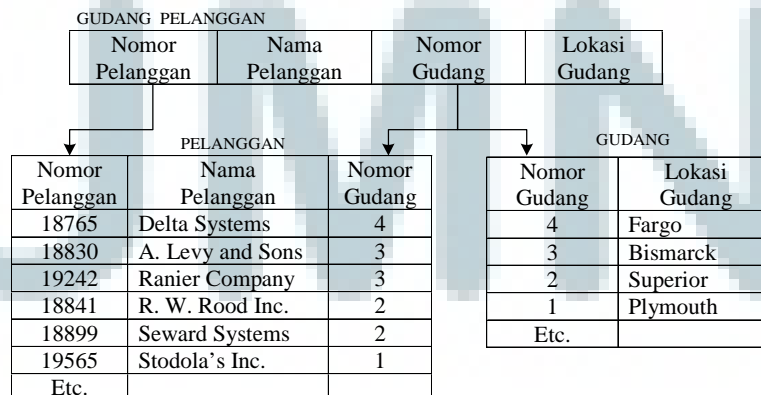 GUDANG PELANGGAN
Nomor Pelanggan Nama Pelanggan Nomor Gudang Lokasi Gudang
PELANGGAN
Nomor Pelanggan Nama Pelanggan Nomor Gudang
18765 Delta Systems 4
18830 A. Levy and Sons 3
19242 Ranier Company 3
18841 R. W. Rood Inc. 2
18899 Seward Systems 2
19565 Stodola's Inc. 1
Etc.
GUDANG
Nomor Gudang Lokasi Gudang
4 Fargo
3 Bismarck
2 Superior
1 Plymouth
Etc.